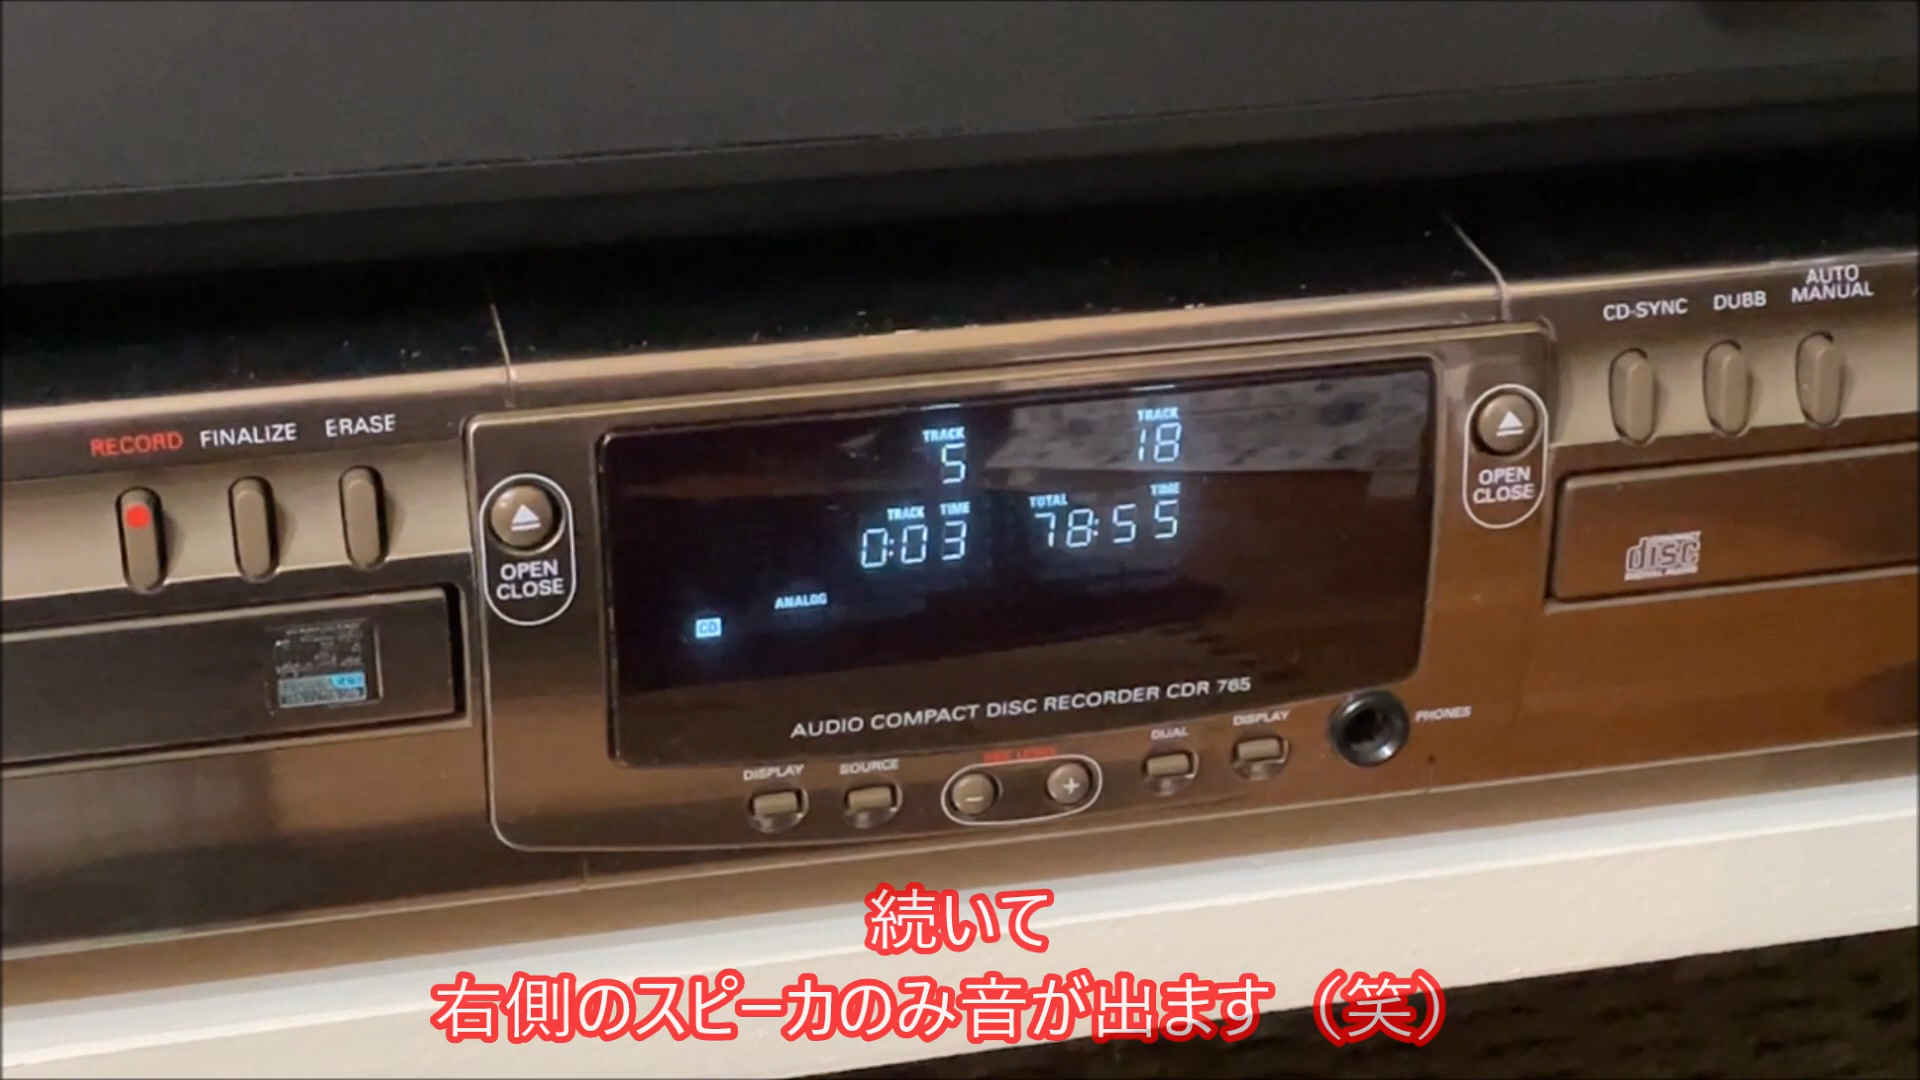 AUTO
CD-SYNC DUBB MANUAL
RECORD FINALIZE ERASE
TRACK TRACK
5 18
TRACK TIME TOTAL TIME
0:03 78:55
OPEN
CLOSE
OPEN
CLOSE
disc
ANALOG
CD
AUDIO COMPACT DISC RECORDER CDR 765
DISPLAY SOURCE DUAL DISPLAY PHONES
- +
続いて
右側のスピーカのみ音が出ます（笑）